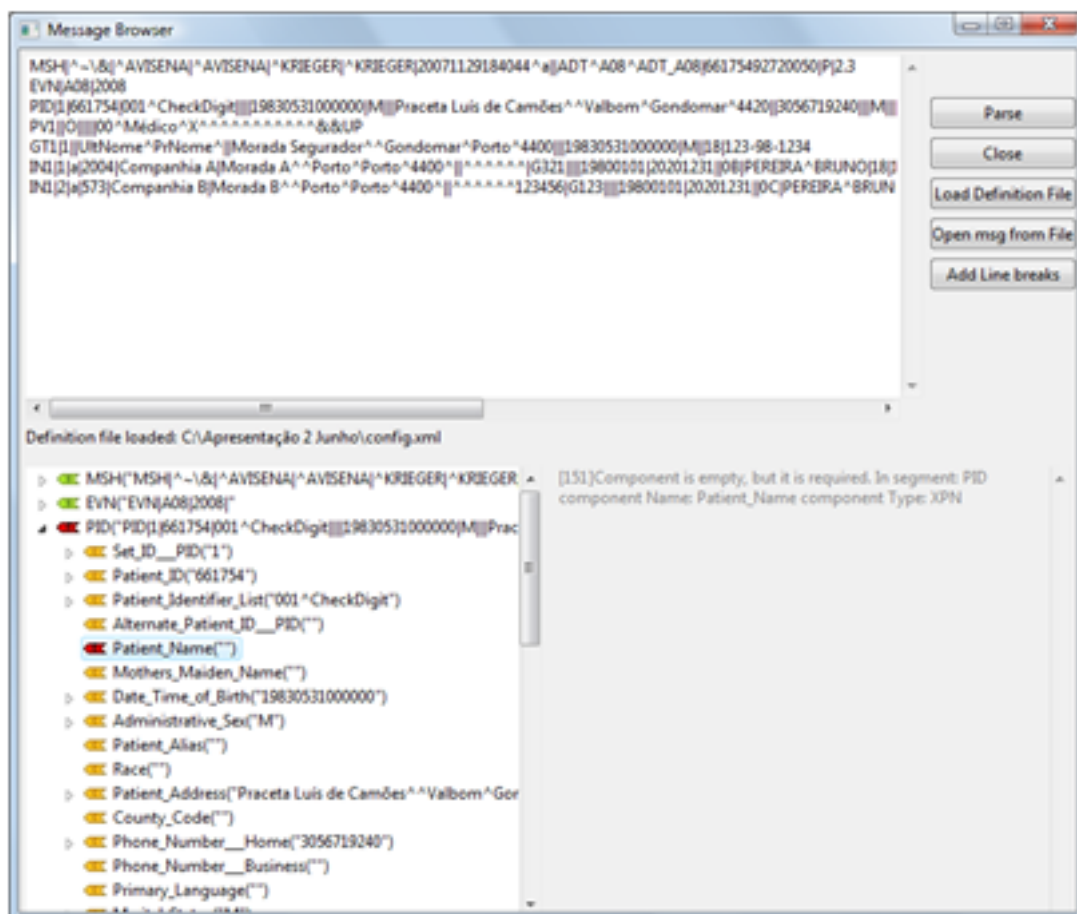 Message Browser
MSH|^~\&|^AVISENA|^AVISENA|^KRIEGER|^KRIEGER|20071129184044^a||ADT^A08^ADT_A08|66175492720050|P|2.3
EVN|A08|2008
PID|1|661754|001^CheckDigit||||19830531000000|M|||Praceta Luís de Camões^^Valbom^Gondomar^4420|||3056719240||||M|||
PV1||O|||||00^Médico^X^^^^^^^^^^^^&&UP
GT1|1||UltNome^PrNome^||Morada Segurador^^Gondomar^Porto^4400||||19830531000000|M||18|123-98-1234
IN1|1|a|2004|Companhia A|Morada A^^Porto^Porto^4400^||^^^^^^|G321||||19800101|20201231||0B|PEREIRA^BRUNO|18|
IN1|2|a|573|Companhia B|Morada B^^Porto^Porto^4400^||^^^^^^123456|G123||||19800101|20201231||0C|PEREIRA^BRUN
Parse
Close
Load Definition File
Open msg from File
Add Line breaks
Definition file loaded: C:\Apresentação 2 Junho\config.xml
MSH("MSH|^~\&|^AVISENA|^AVISENA|^KRIEGER|^KRIEGER
EVN("EVN|A08|2008|"
PID("PID|1|661754|001^CheckDigit||||19830531000000|M|||Prac
Set_ID__PID("1")
Patient_ID("661754")
Patient_Identifier_List("001^CheckDigit")
Alternate_Patient_ID__PID("")
Patient_Name("")
Mothers_Maiden_Name("")
Date_Time_of_Birth("19830531000000")
Administrative_Sex("M")
Patient_Alias("")
Race("")
Patient_Address("Praceta Luís de Camões^^Valbom^Gor
County_Code("")
Phone_Number__Home("3056719240")
Phone_Number__Business("")
Primary_Language("")
[151]Component is empty, but it is required. In segment: PID
component Name: Patient_Name component Type: XPN